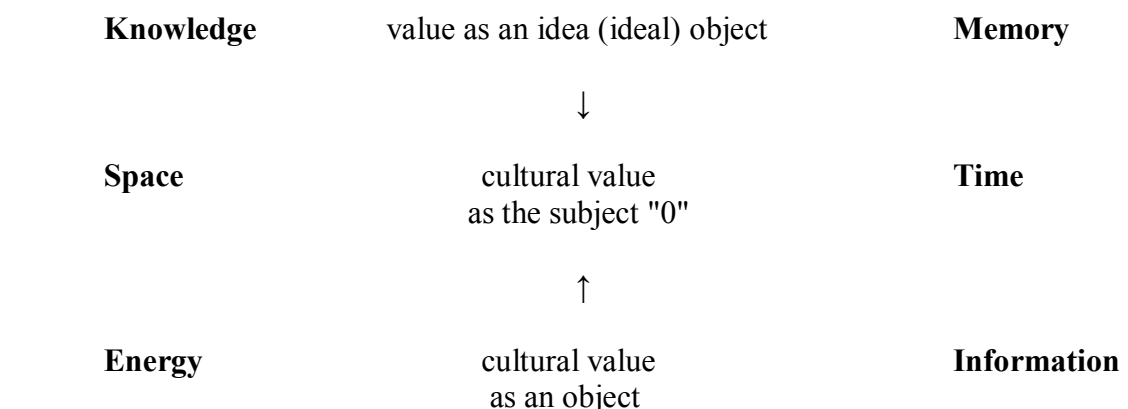 Knowledge value as an idea (ideal) object Memory
↓
Space cultural value Time
as the subject "0"
↑
Energy cultural value Information
as an object